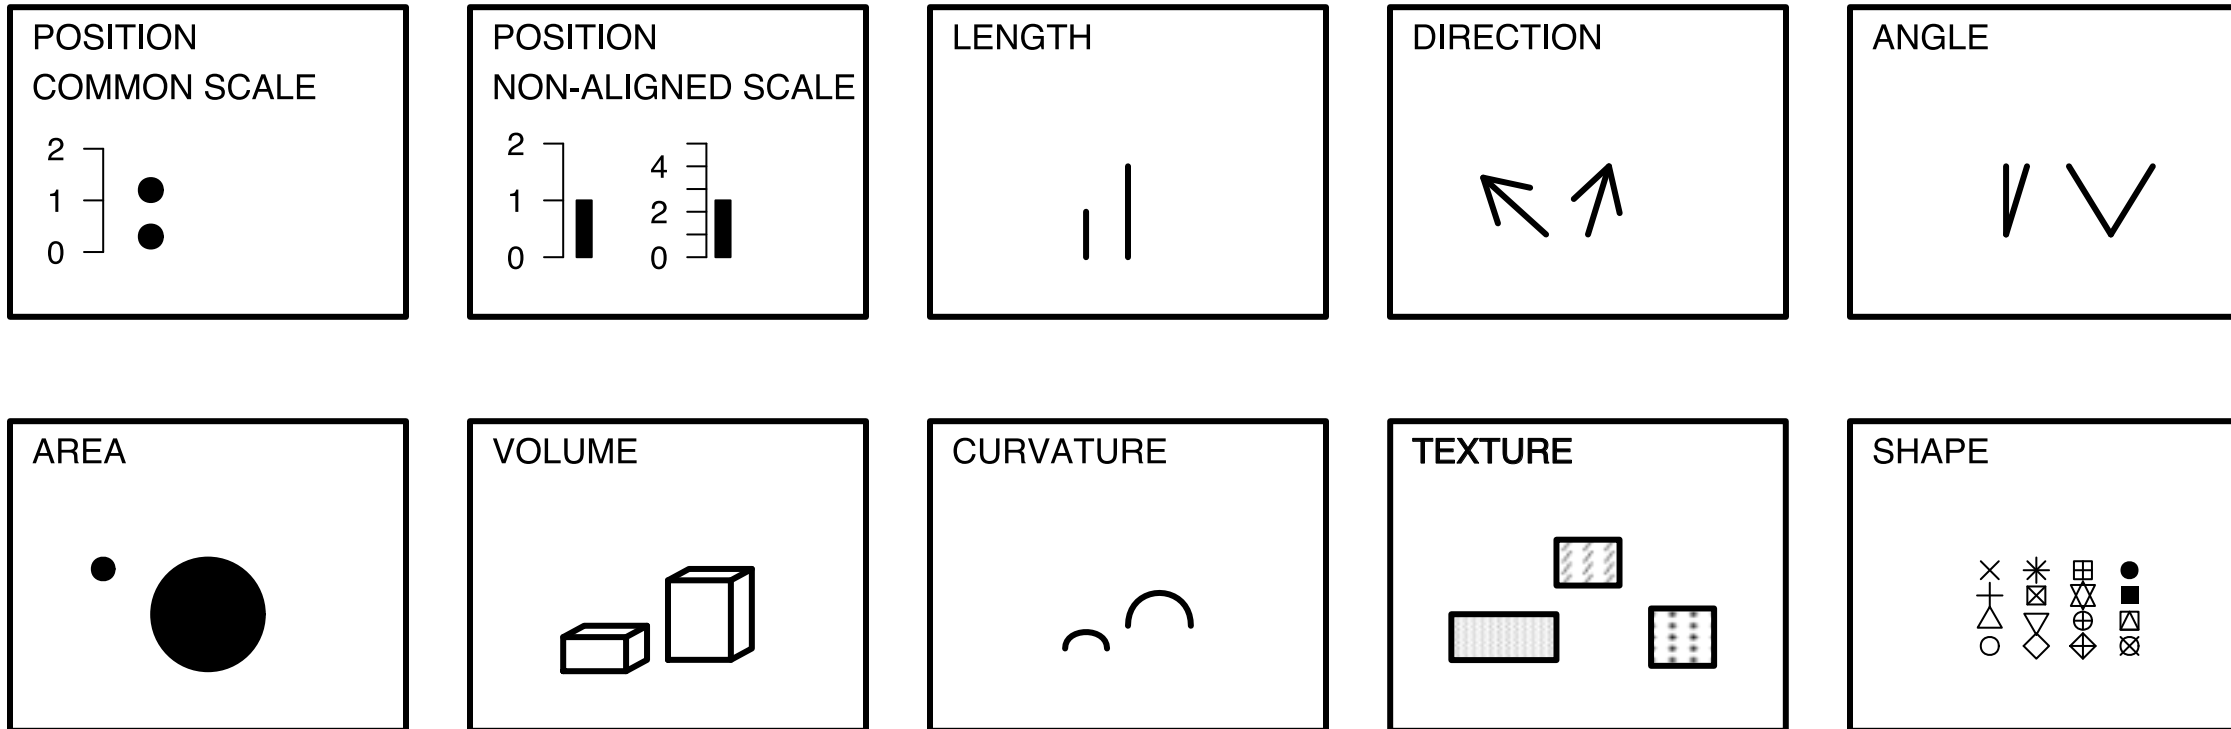 POSITION
COMMON SCALE
2
1
0
POSITION
NON-ALIGNED SCALE
2
1
0
4
2
0
LENGTH
DIRECTION
ANGLE
AREA
VOLUME
CURVATURE
TEXTURE
SHAPE